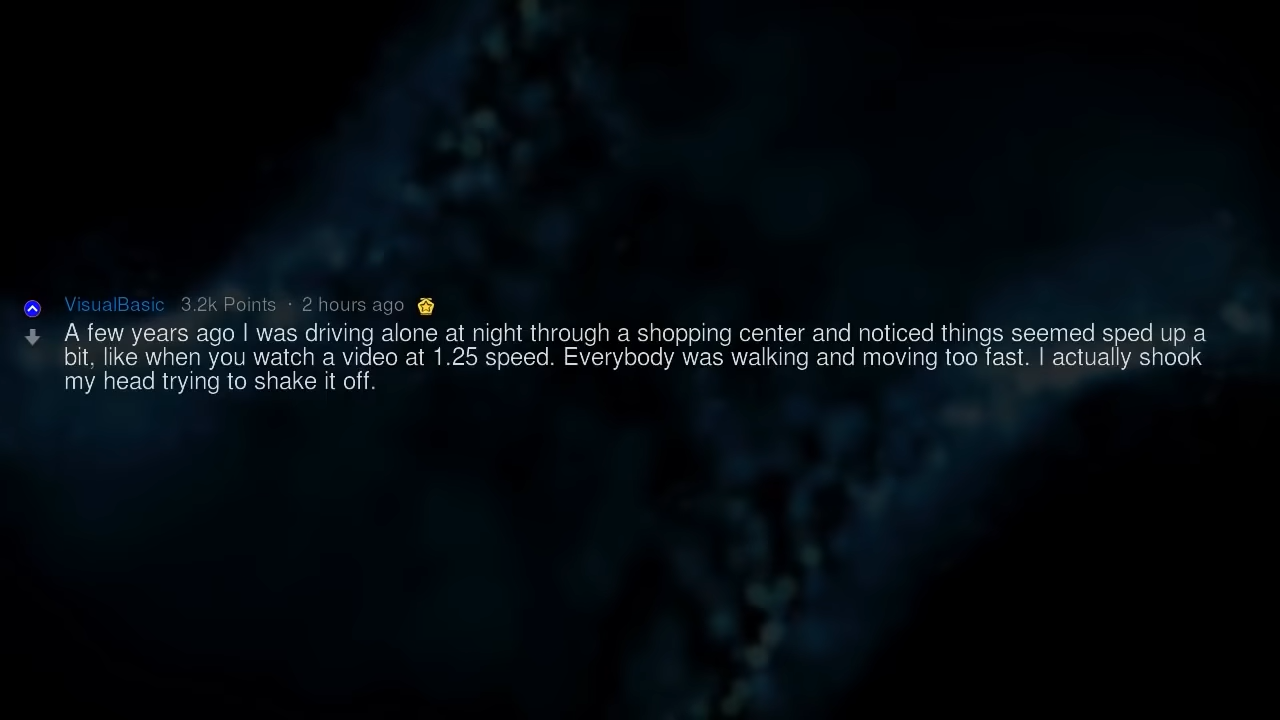 VisualBasic 3.2k Points · 2 hours ago
A few years ago I was driving alone at night through a shopping center and noticed things seemed sped up a
bit, like when you watch a video at 1.25 speed. Everybody was walking and moving too fast. I actually shook
my head trying to shake it off.